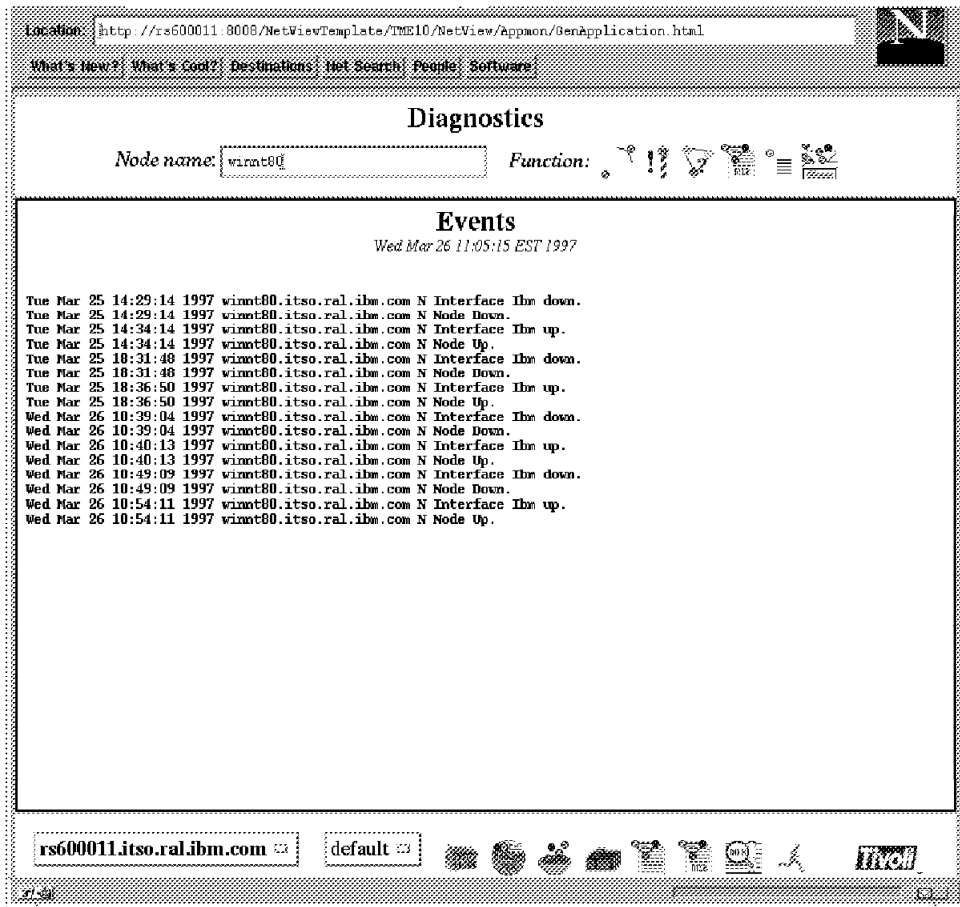 Location: http://rs600011:8008/NetViewTemplate/TME10/NetView/Appmon/GenApplication.html
N
What's New? What's Cool? Destinations Net Search People Software
Diagnostics
Node name: winnt80 Function:
Events
Wed Mar 26 11:05:15 EST 1997
Tue Mar 25 14:29:14 1997 winnt80.itso.ral.ibm.com N Interface Ibm down.
Tue Mar 25 14:29:14 1997 winnt80.itso.ral.ibm.com N Node Down.
Tue Mar 25 14:34:14 1997 winnt80.itso.ral.ibm.com N Interface Ibm up.
Tue Mar 25 14:34:14 1997 winnt80.itso.ral.ibm.com N Node Up.
Tue Mar 25 18:31:48 1997 winnt80.itso.ral.ibm.com N Interface Ibm down.
Tue Mar 25 18:31:48 1997 winnt80.itso.ral.ibm.com N Node Down.
Tue Mar 25 18:36:50 1997 winnt80.itso.ral.ibm.com N Interface Ibm up.
Tue Mar 25 18:36:50 1997 winnt80.itso.ral.ibm.com N Node Up.
Wed Mar 26 10:39:04 1997 winnt80.itso.ral.ibm.com N Interface Ibm down.
Wed Mar 26 10:39:04 1997 winnt80.itso.ral.ibm.com N Node Down.
Wed Mar 26 10:40:13 1997 winnt80.itso.ral.ibm.com N Interface Ibm up.
Wed Mar 26 10:40:13 1997 winnt80.itso.ral.ibm.com N Node Up.
Wed Mar 26 10:49:09 1997 winnt80.itso.ral.ibm.com N Interface Ibm down.
Wed Mar 26 10:49:09 1997 winnt80.itso.ral.ibm.com N Node Down.
Wed Mar 26 10:54:11 1997 winnt80.itso.ral.ibm.com N Interface Ibm up.
Wed Mar 26 10:54:11 1997 winnt80.itso.ral.ibm.com N Node Up.
rs600011.itso.ral.ibm.com default Tivoli